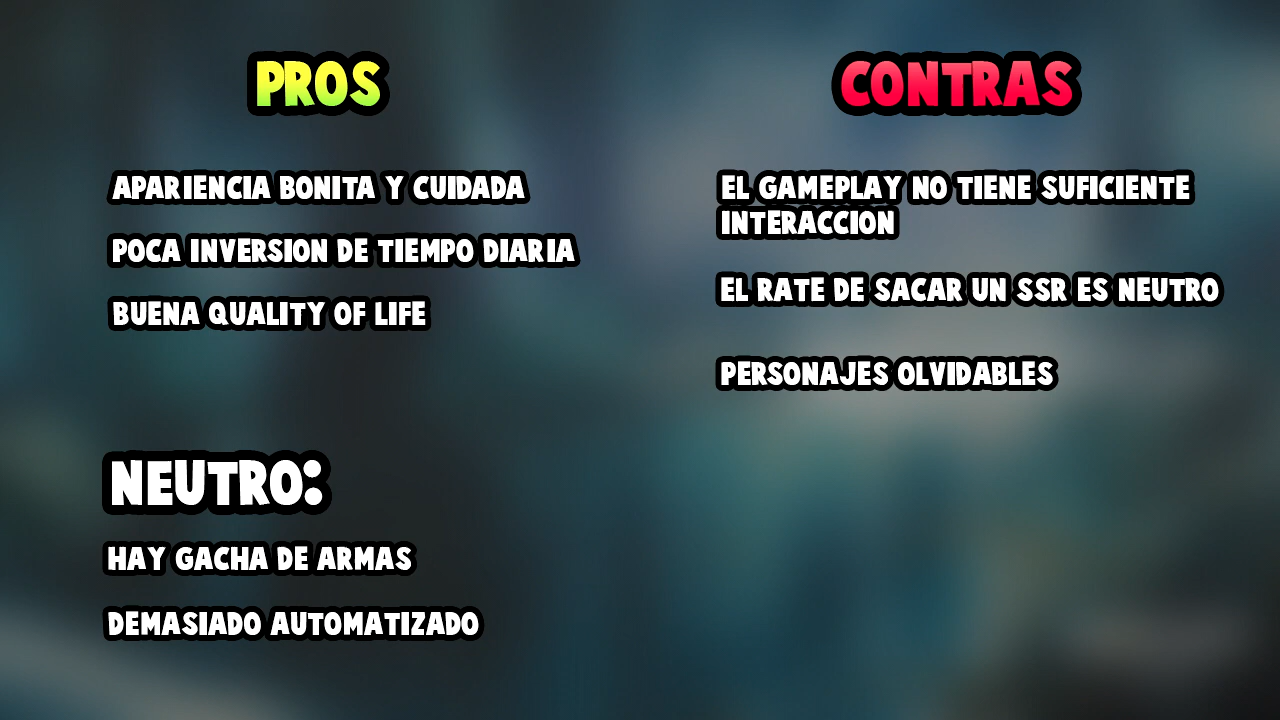 PROS
APARIENCIA BONITA Y CUIDADA
POCA INVERSION DE TIEMPO DIARIA
BUENA QUALITY OF LIFE
CONTRAS
EL GAMEPLAY NO TIENE SUFICIENTE
INTERACCION
EL RATE DE SACAR UN SSR ES NEUTRO
PERSONAJES OLVIDABLES
NEUTRO:
HAY GACHA DE ARMAS
DEMASIADO AUTOMATIZADO